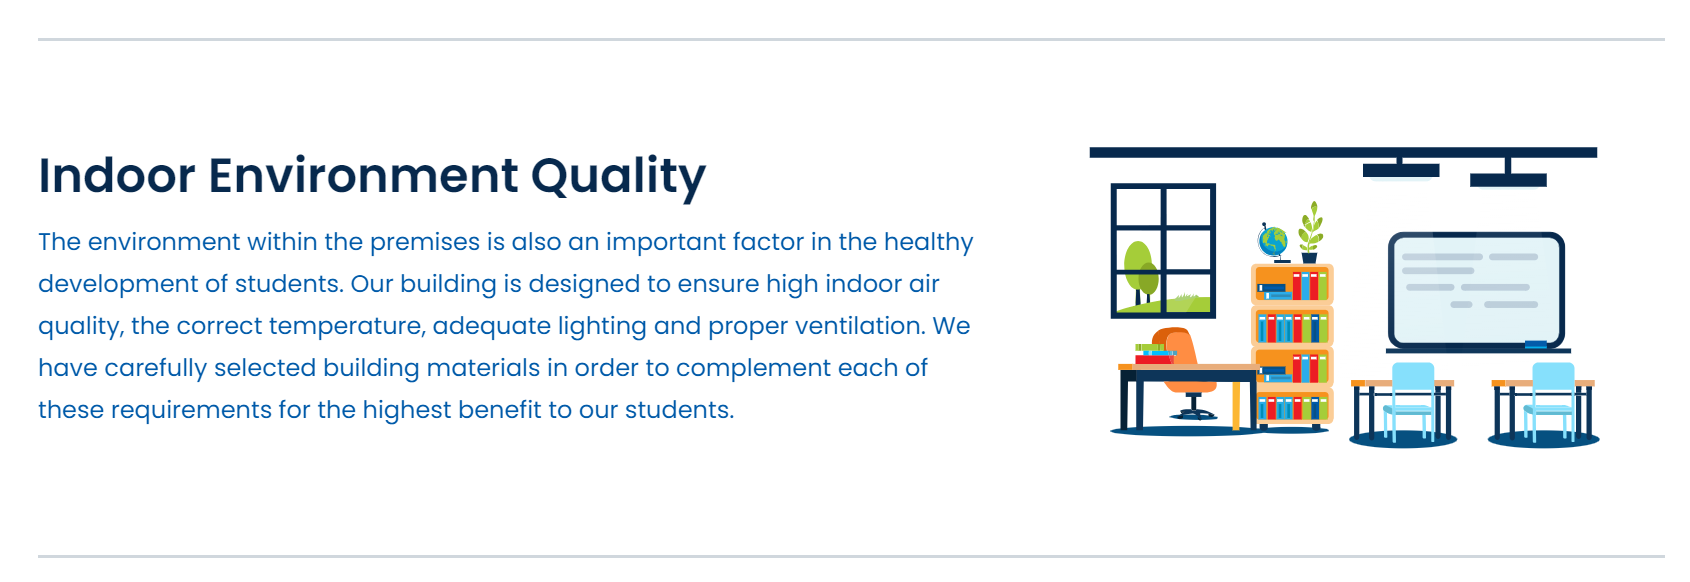 Indoor Environment Quality
The environment within the premises is also an important factor in the healthy
development of students. Our building is designed to ensure high indoor air
quality, the correct temperature, adequate lighting and proper ventilation. We
have carefully selected building materials in order to complement each of
these requirements for the highest benefit to our students.